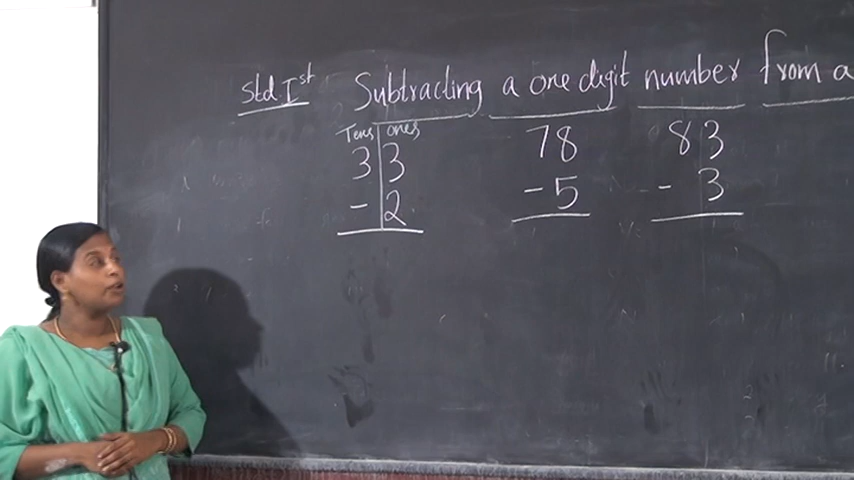 Std. Ist Subtracting a one digit number from a
Tens ones
3 3 78 83
- 2 - 5 - 3